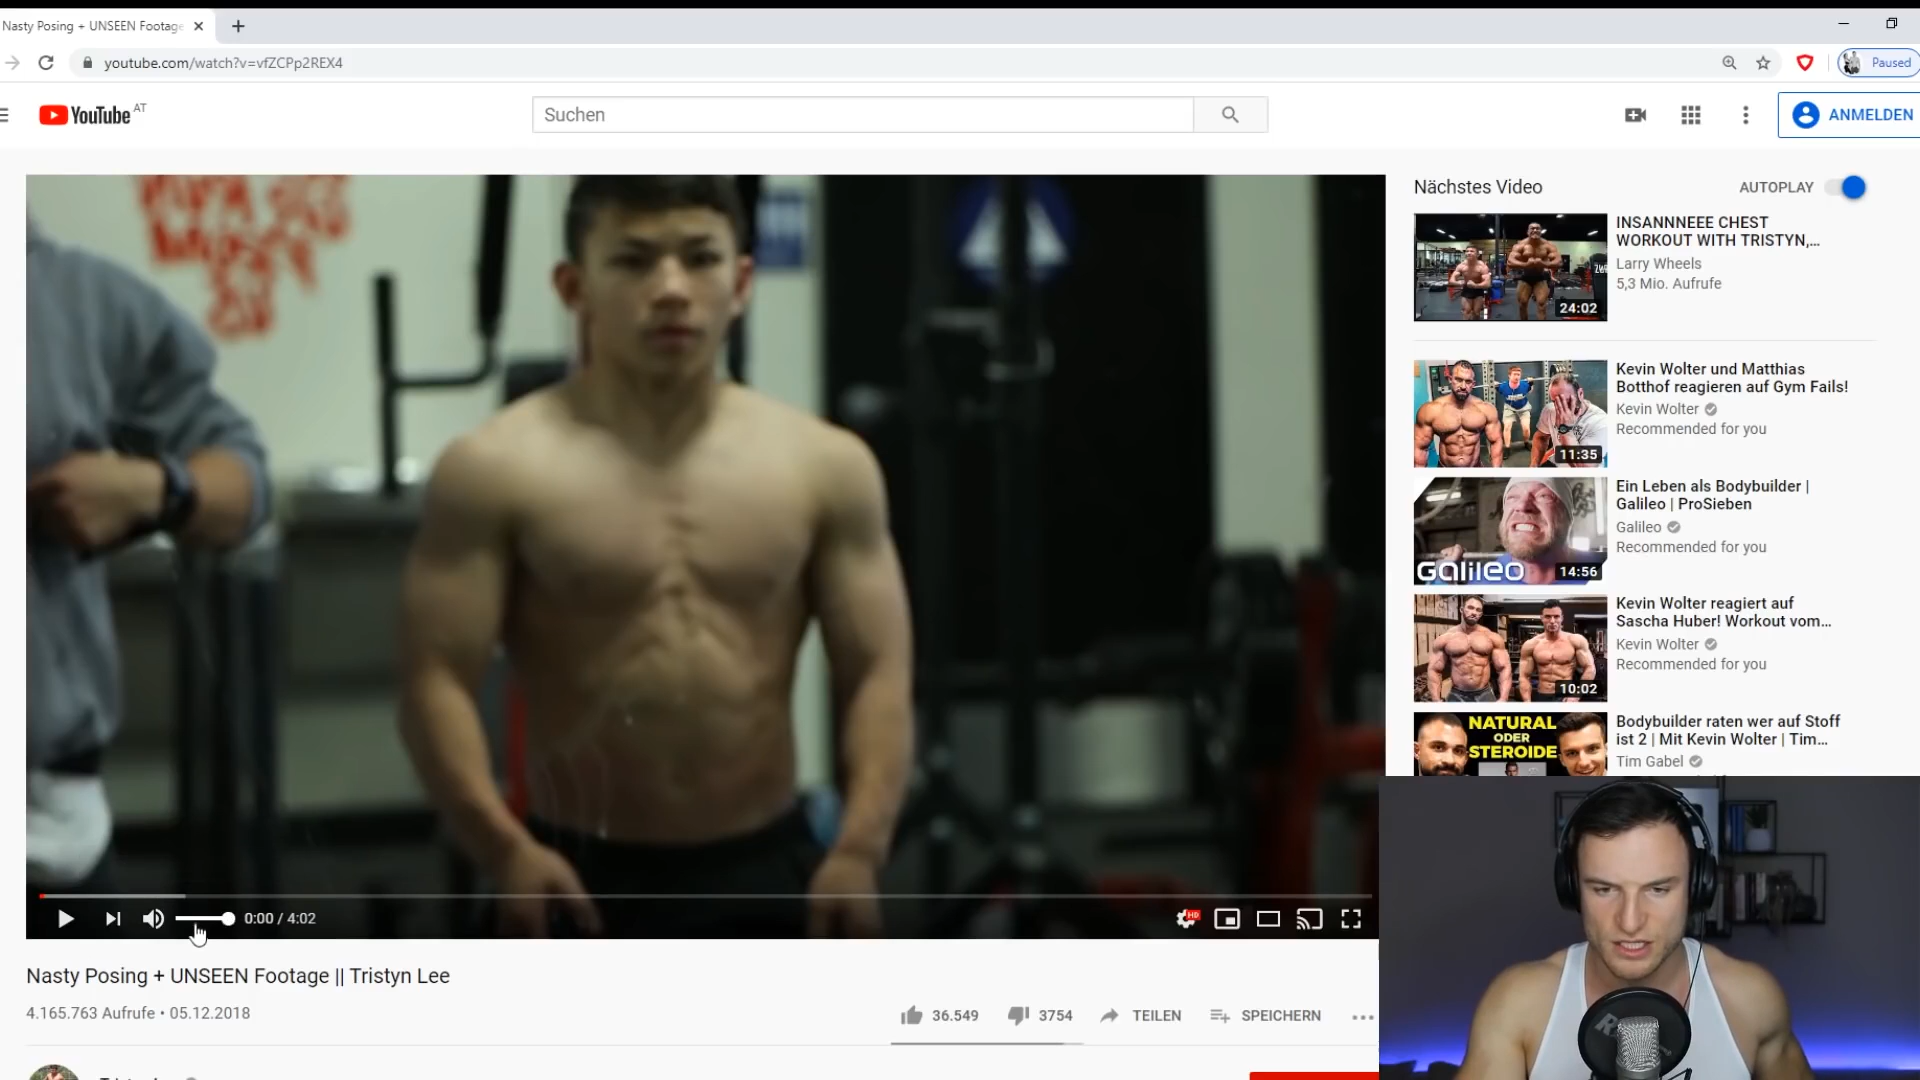 Nasty Posing + UNSEEN Footage
youtube.com/watch?v=vfZCPp2REX4
Paused
YouTube AT
Suchen
ANMELDEN
Nächstes Video
AUTOPLAY
INSANNNEEE CHEST
WORKOUT WITH TRISTYN,...
Larry Wheels
5,3 Mio. Aufrufe
24:02
Kevin Wolter und Matthias
Botthof reagieren auf Gym Fails!
Kevin Wolter
Recommended for you
11:35
Ein Leben als Bodybuilder |
Galileo | ProSieben
Galileo
Recommended for you
Galileo
14:56
Kevin Wolter reagiert auf
Sascha Huber! Workout vom...
Kevin Wolter
Recommended for you
10:02
NATURAL
ODER
STEROIDE
Bodybuilder raten wer auf Stoff
ist 2 | Mit Kevin Wolter | Tim...
Tim Gabel
0:00 / 4:02
HD
Nasty Posing + UNSEEN Footage || Tristyn Lee
4.165.763 Aufrufe • 05.12.2018
36.549
3754
TEILEN
SPEICHERN